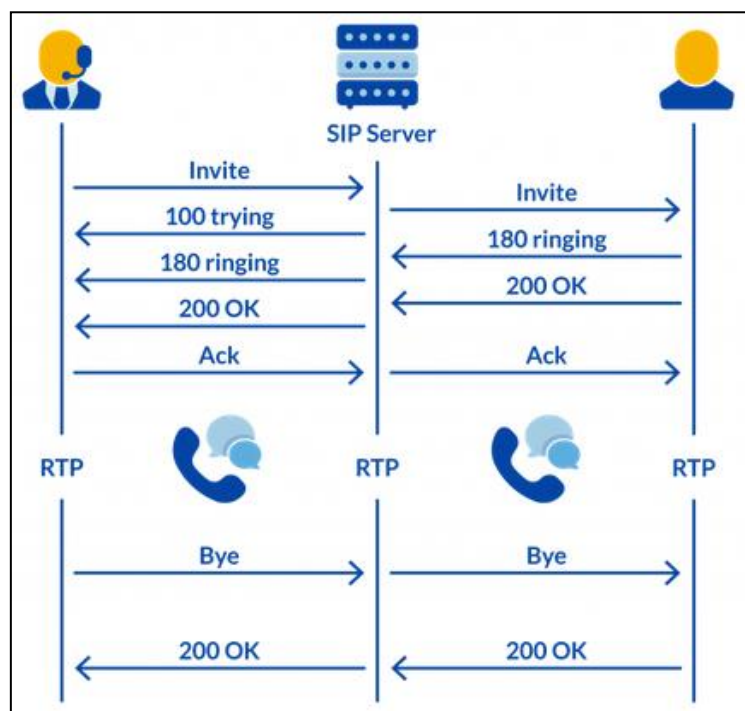 SIP Server
Invite
Invite
100 trying
180 ringing
180 ringing
200 OK
200 OK
Ack
Ack
RTP
RTP
RTP
Bye
Bye
200 OK
200 OK